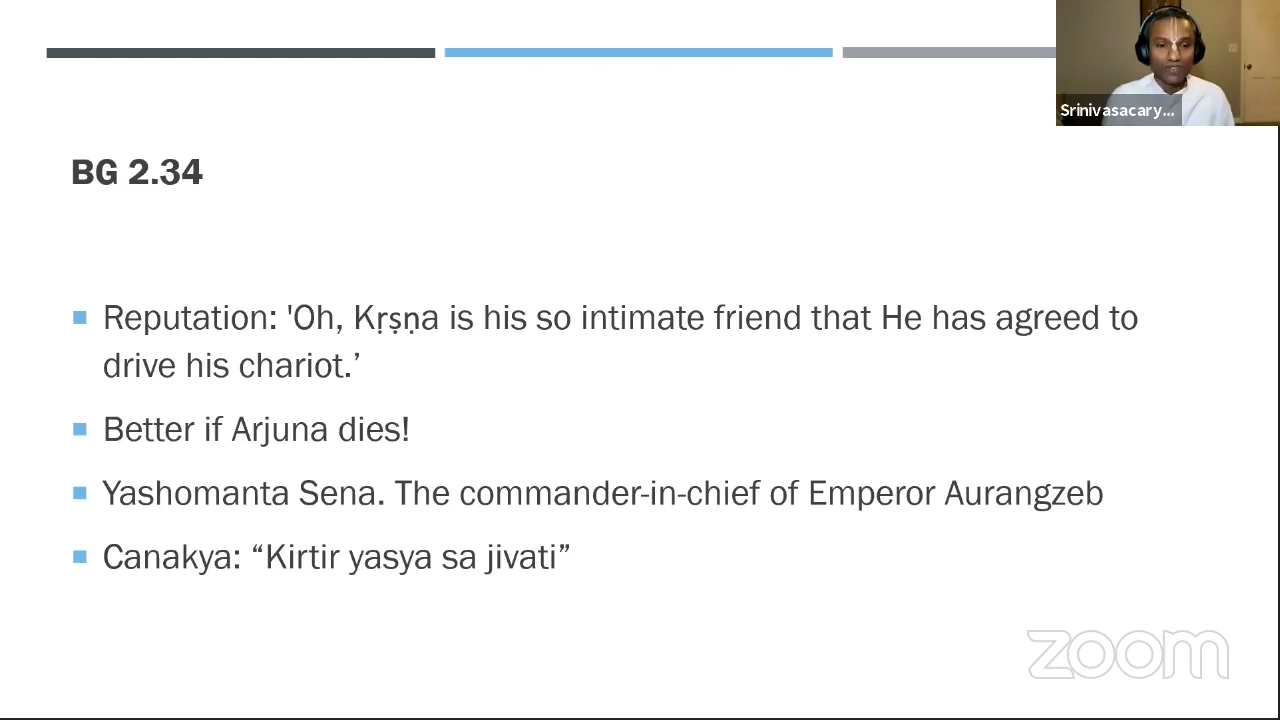 Srinivasacary...
BG 2.34
Reputation: 'Oh, Kṛṣṇa is his so intimate friend that He has agreed to
drive his chariot.’
Better if Arjuna dies!
Yashomanta Sena. The commander-in-chief of Emperor Aurangzeb
Canakya: “Kirtir yasya sa jivati”
zoom